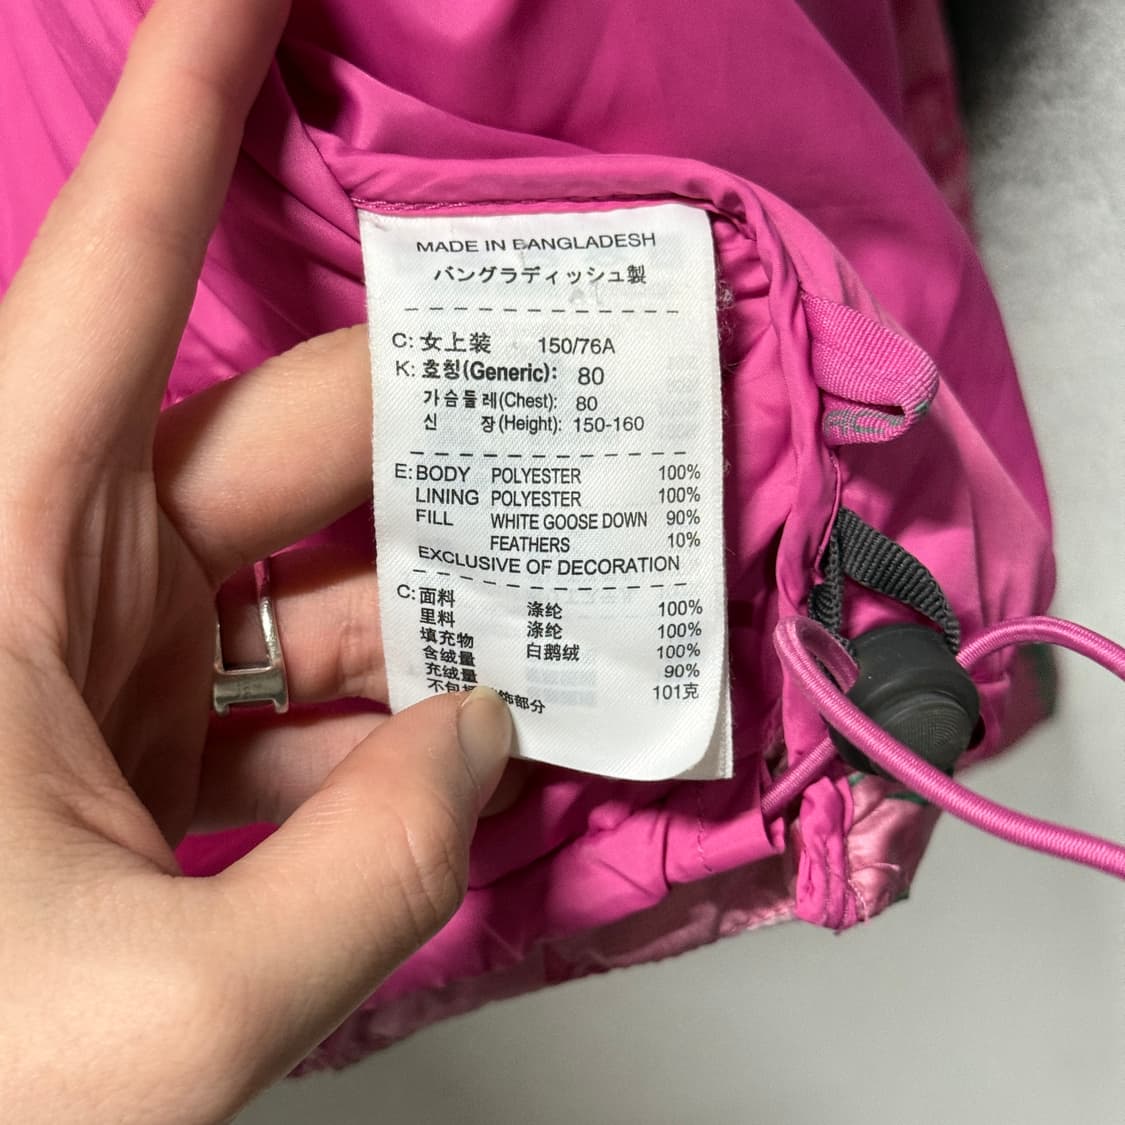 MADE IN BANGLADESH
バングラディッシュ製
C: 女上装 150/76A
K: 호칭(Generic): 80
가슴둘레(Chest): 80
신 장(Height): 150-160
E: BODY POLYESTER 100%
LINING POLYESTER 100%
FILL WHITE GOOSE DOWN 90%
FEATHERS 10%
EXCLUSIVE OF DECORATION
C: 面料 涤纶 100%
里料 涤纶 100%
填充物 白鹅绒 100%
含绒量 90%
充绒量 101克
不包 饰部分